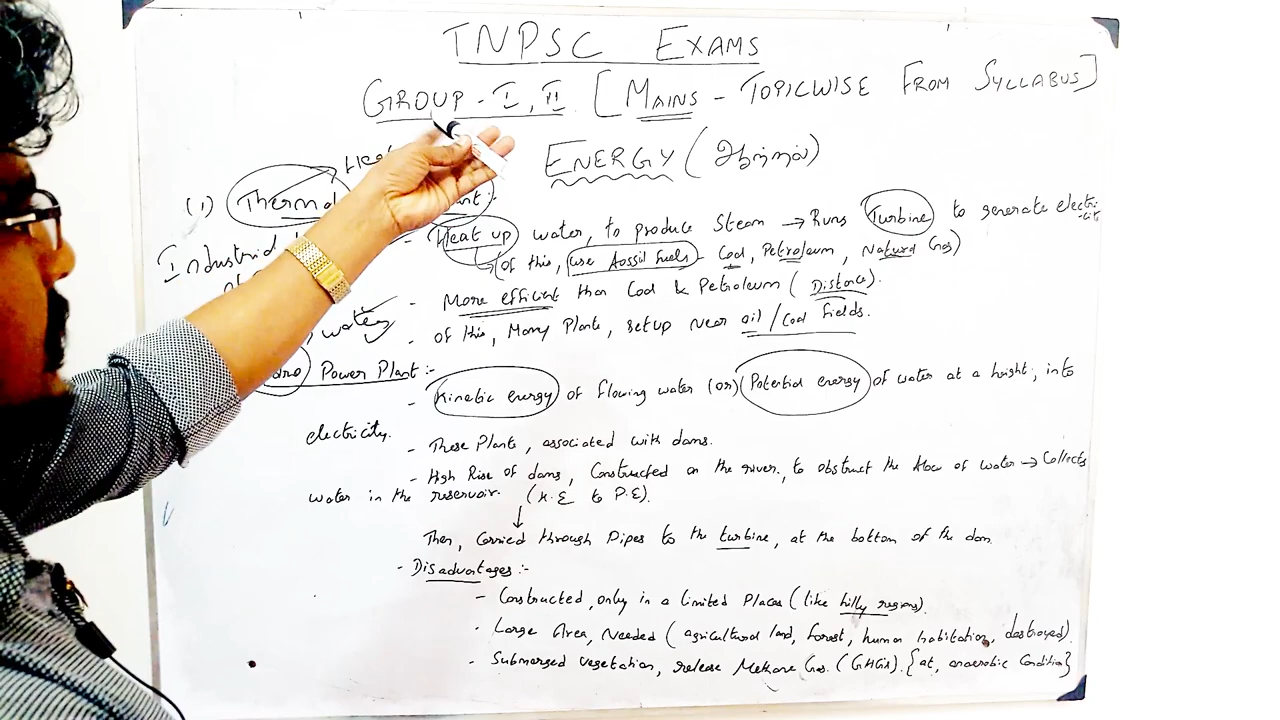 TNPSC EXAMS
GROUP - I, II [MAINS - TOPICWISE FROM SYLLABUS]
ENERGY (ஆற்றல்)
(1) Thermal
- Heat up water, to produce Steam → Runs Turbine to generate electricity
Industrial
(of this, use fossil fuels - Coal, Petroleum, Natural Gas)
- More efficient than Coal & Petroleum (Distance).
- of this, Many Plants, setup near oil/Coal fields.
Power Plant :-
- Kinetic energy of flowing water (or) Potential energy of water at a height, into
electricity.
- These Plants, associated with dams.
- High Rise of dams, Constructed on the river, to obstruct the flow of water → Collects
water in the reservoir. (K.E to P.E).
↓
Then, Carried through Pipes to the turbine, at the bottom of the dam.
- Disadvantages :-
- Constructed, only in a limited Places (like hilly regions).
- Large Area, Needed (agricultural land, forest, human habitation, destroyed).
- Submerged vegetation, release Methane Gas. {at, anaerobic Condition}